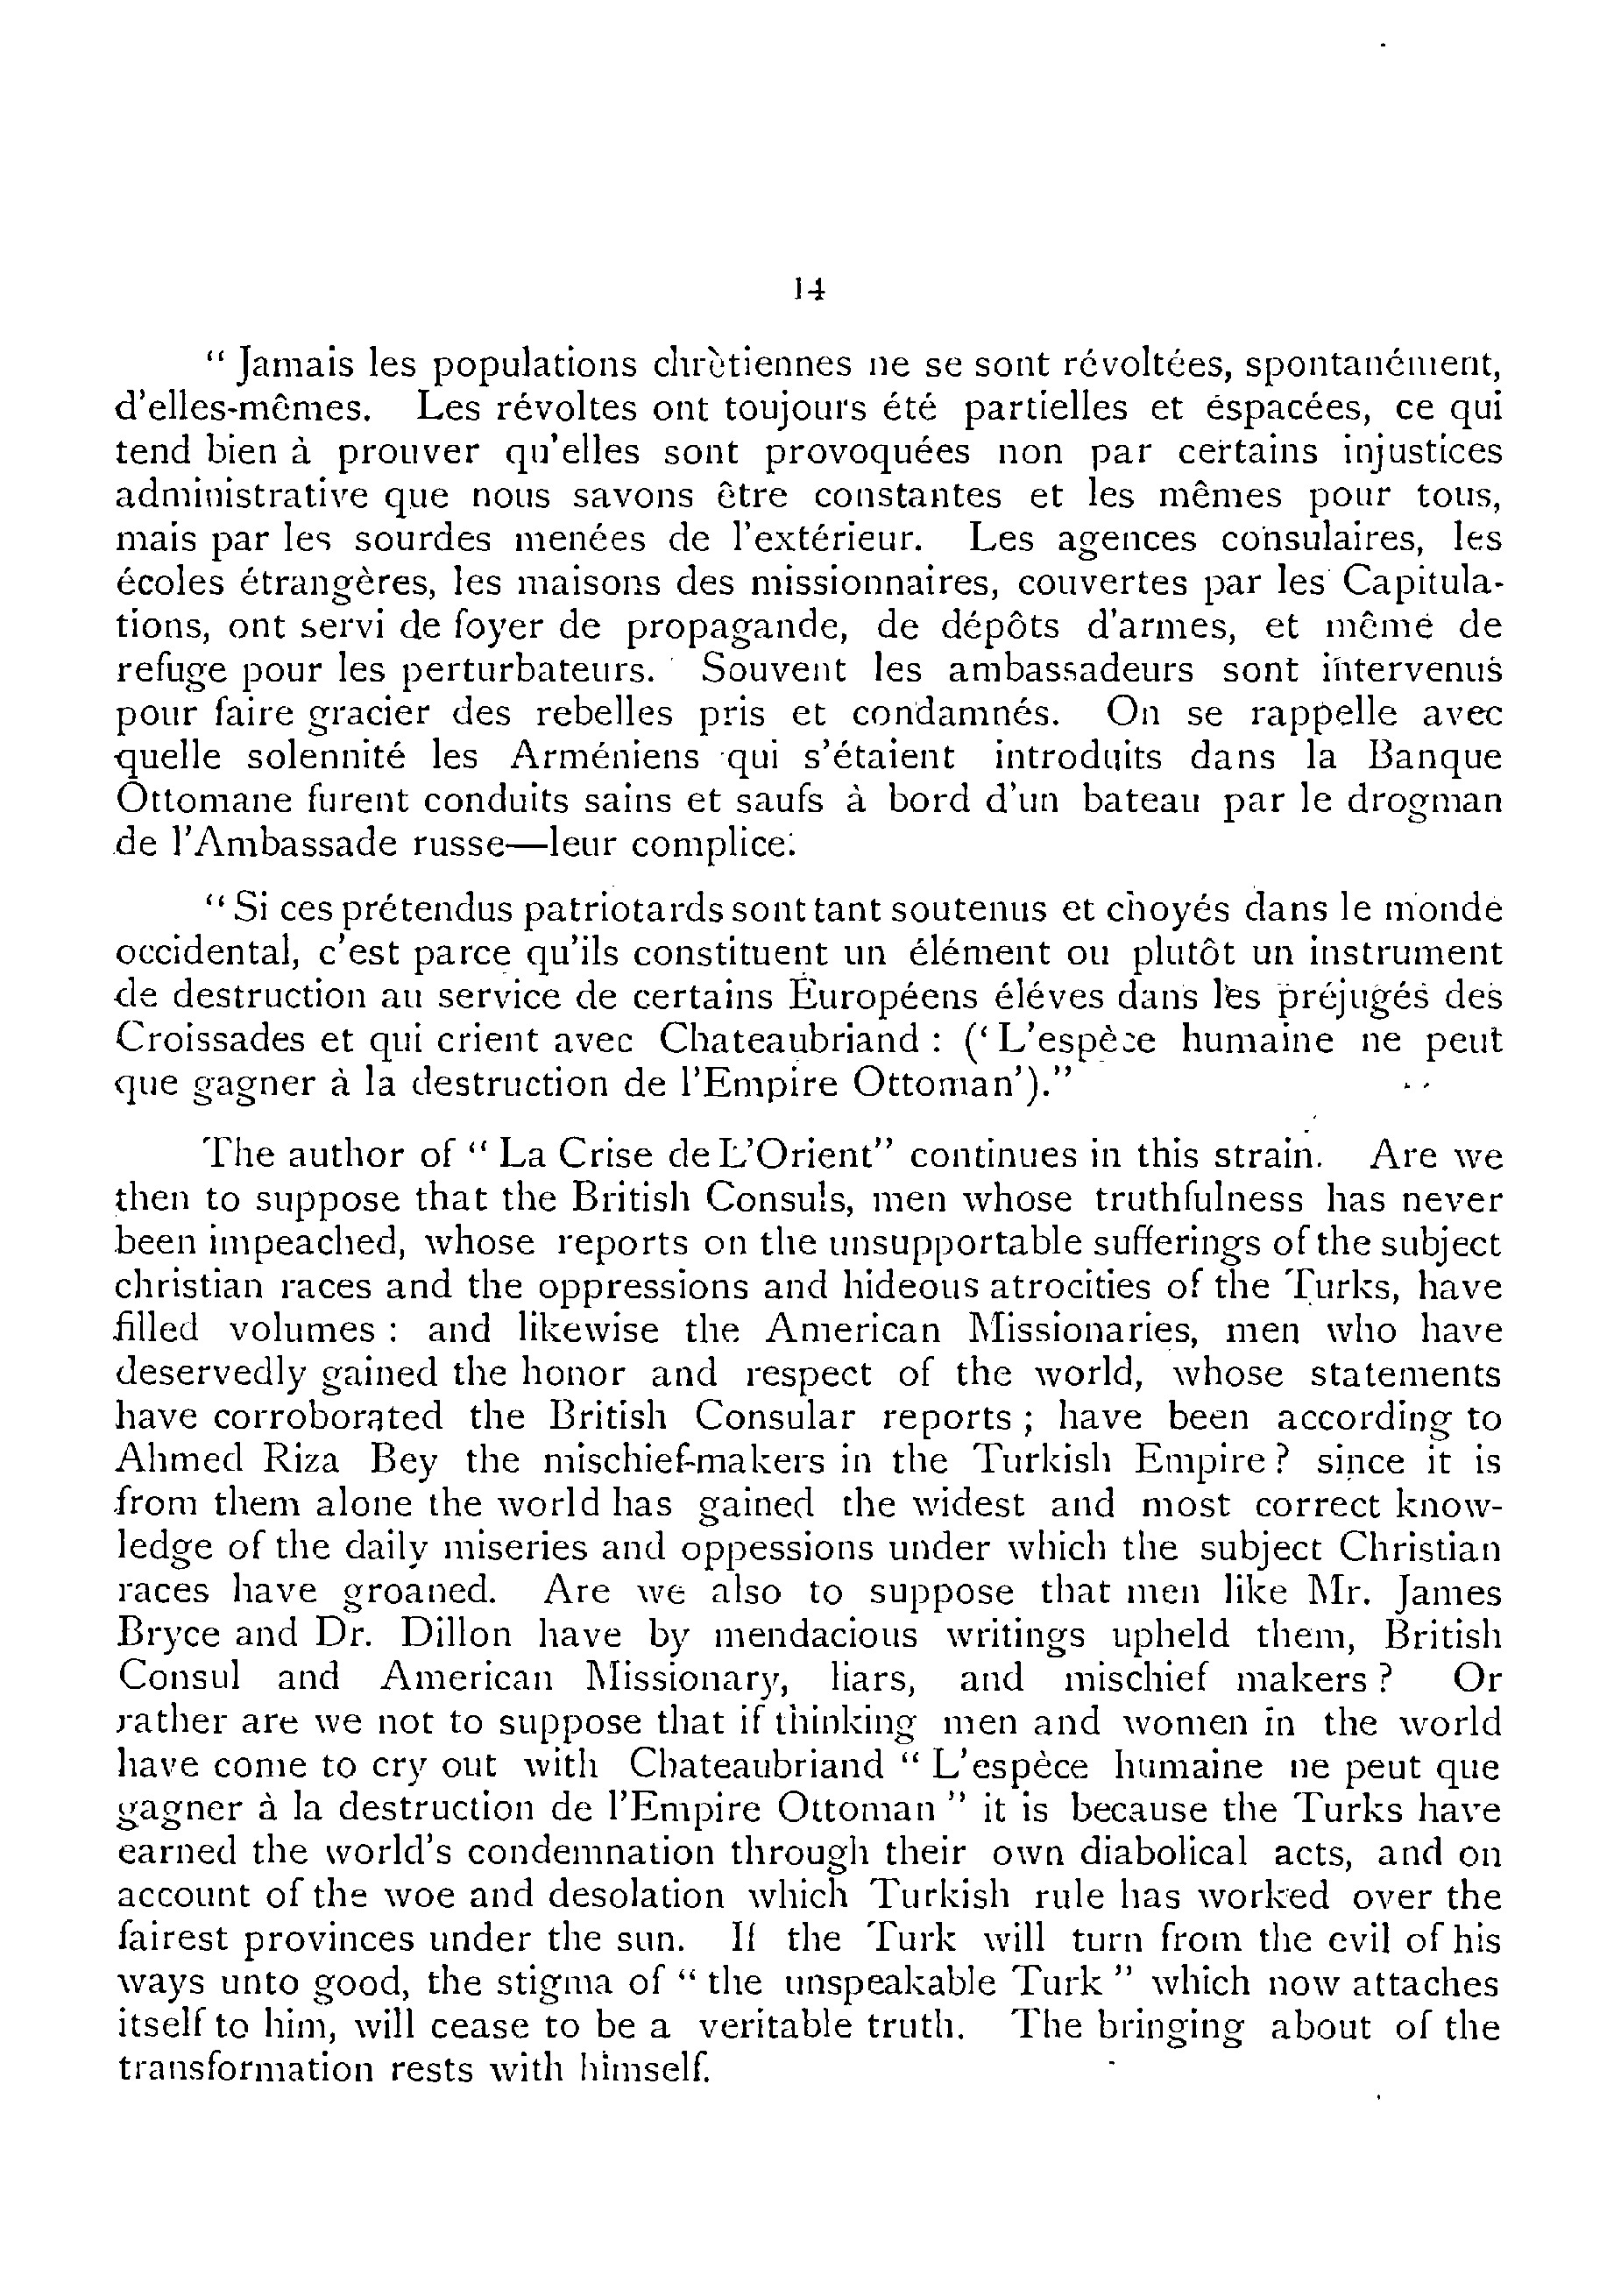 14
“ Jamais les populations chrètiennes ne se sont révoltées, spontanément,
d’elles-mêmes. Les révoltes ont toujours été partielles et éspacées, ce qui
tend bien à prouver qu’elles sont provoquées non par certains injustices
administrative que nous savons être constantes et les mêmes pour tous,
mais par les sourdes menées de l’extérieur. Les agences consulaires, les
écoles étrangères, les maisons des missionnaires, couvertes par les Capitula-
tions, ont servi de foyer de propagande, de dépôts d’armes, et même de
refuge pour les perturbateurs. Souvent les ambassadeurs sont intervenus
pour faire gracier des rebelles pris et condamnés. On se rappelle avec
quelle solennité les Arméniens qui s’étaient introduits dans la Banque
Ottomane furent conduits sains et saufs à bord d’un bateau par le drogman
de l’Ambassade russe—leur complice.
“ Si ces prétendus patriotards sont tant soutenus et choyés dans le monde
occidental, c’est parce qu’ils constituent un élément ou plutôt un instrument
de destruction au service de certains Européens éléves dans les préjugés des
Croissades et qui crient avec Chateaubriand : (‘ L’espèce humaine ne peut
que gagner à la destruction de l’Empire Ottoman’).”
The author of “ La Crise de L’Orient” continues in this strain. Are we
then to suppose that the British Consuls, men whose truthfulness has never
been impeached, whose reports on the unsupportable sufferings of the subject
christian races and the oppressions and hideous atrocities of the Turks, have
filled volumes : and likewise the American Missionaries, men who have
deservedly gained the honor and respect of the world, whose statements
have corroborated the British Consular reports ; have been according to
Ahmed Riza Bey the mischief-makers in the Turkish Empire ? since it is
from them alone the world has gained the widest and most correct know-
ledge of the daily miseries and oppessions under which the subject Christian
races have groaned. Are we also to suppose that men like Mr. James
Bryce and Dr. Dillon have by mendacious writings upheld them, British
Consul and American Missionary, liars, and mischief makers ? Or
rather are we not to suppose that if thinking men and women in the world
have come to cry out with Chateaubriand “ L’espèce humaine ne peut que
gagner à la destruction de l’Empire Ottoman ” it is because the Turks have
earned the world’s condemnation through their own diabolical acts, and on
account of the woe and desolation which Turkish rule has worked over the
fairest provinces under the sun. If the Turk will turn from the evil of his
ways unto good, the stigma of “ the unspeakable Turk ” which now attaches
itself to him, will cease to be a veritable truth. The bringing about of the
transformation rests with himself.